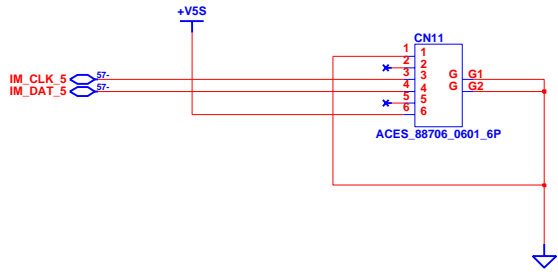 +V5S
CN11
1 1
2 2
IM_CLK_5 57- 3 3 G G1
IM_DAT_5 57- 4 4 G G2
5 5
6 6
ACES_88706_0601_6P